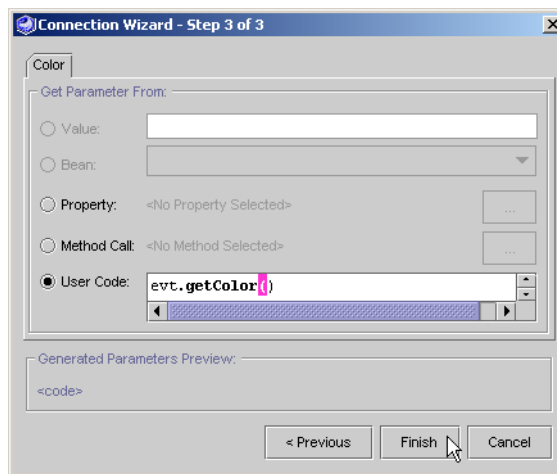 Connection Wizard - Step 3 of 3
Color
Get Parameter From:
Value:
Bean:
Property: <No Property Selected> ...
Method Call: <No Method Selected> ...
User Code: evt.getColor()
Generated Parameters Preview:
<code>
< Previous Finish Cancel